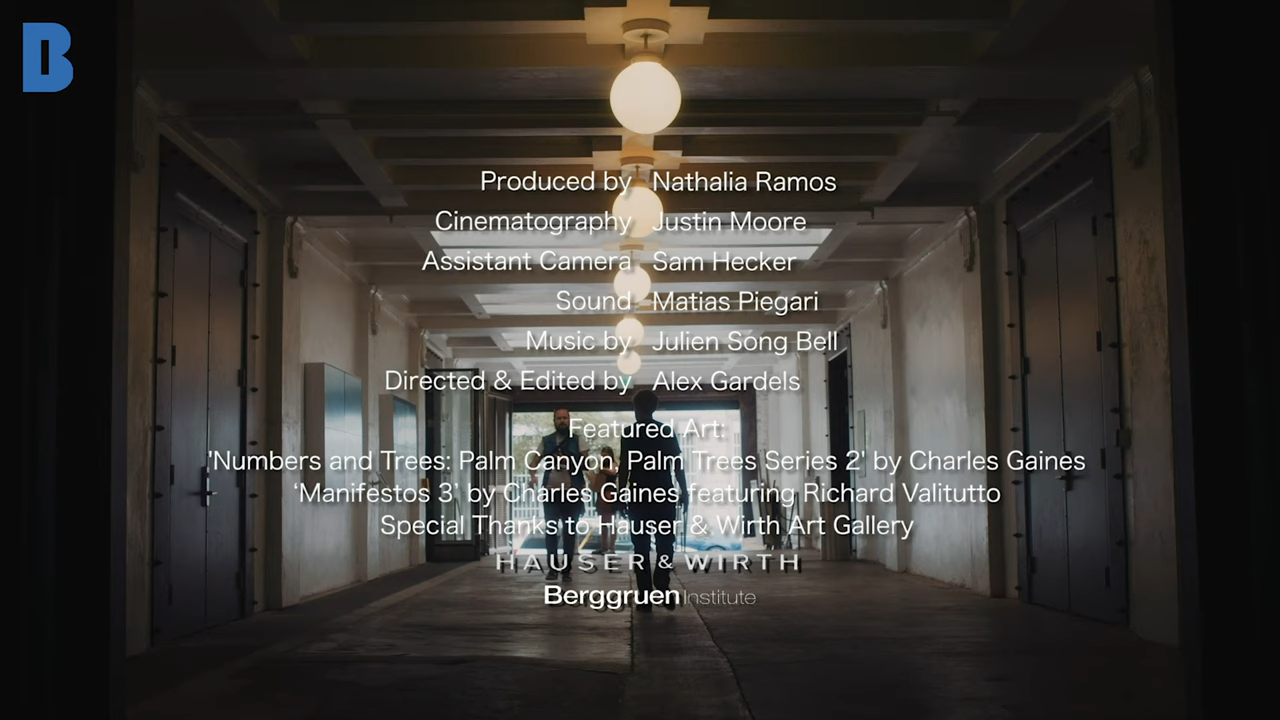 B
Produced by Nathalia Ramos
Cinematography Justin Moore
Assistant Camera Sam Hecker
Sound Matias Piegari
Music by Julien Song Bell
Directed & Edited by Alex Gardels
Featured Art:
'Numbers and Trees: Palm Canyon, Palm Trees Series 2' by Charles Gaines
‘Manifestos 3’ by Charles Gaines featuring Richard Valitutto
Special Thanks to Hauser & Wirth Art Gallery
HAUSER & WIRTH
Berggruen Institute